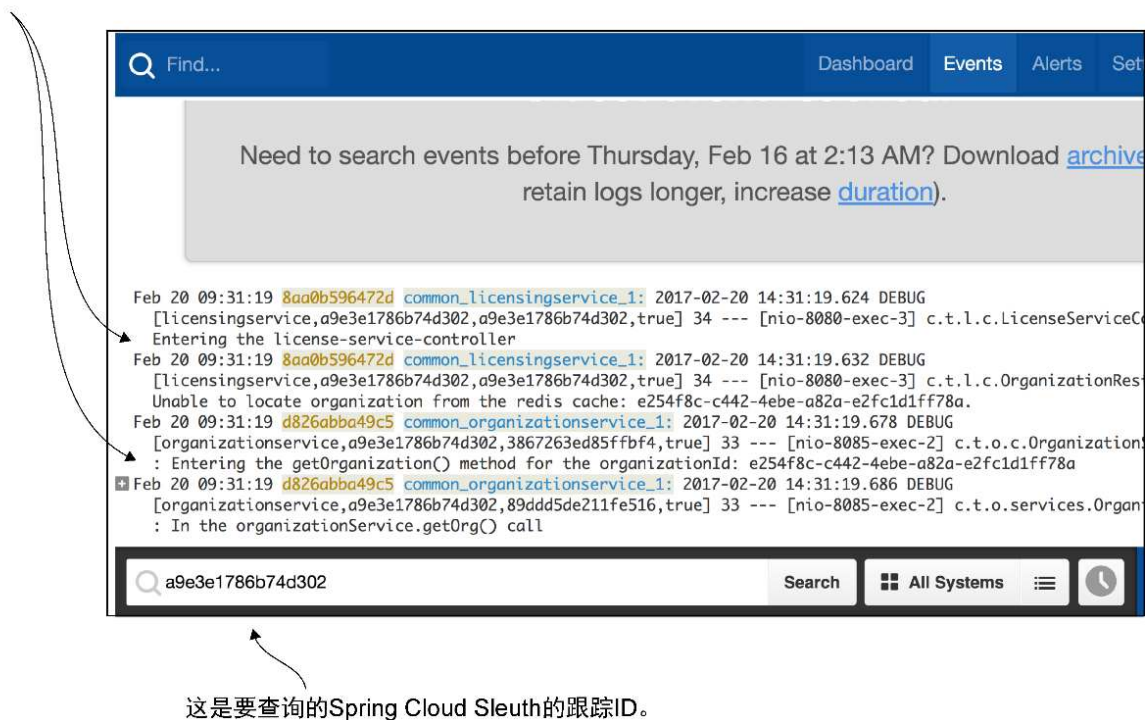 Find...
Dashboard Events Alerts Set
Need to search events before Thursday, Feb 16 at 2:13 AM? Download archive
retain logs longer, increase duration).
Feb 20 09:31:19 8aa0b596472d common_licensingservice_1: 2017-02-20 14:31:19.624 DEBUG
[licensingservice,a9e3e1786b74d302,a9e3e1786b74d302,true] 34 --- [nio-8080-exec-3] c.t.l.c.LicenseServiceCo
Entering the license-service-controller
Feb 20 09:31:19 8aa0b596472d common_licensingservice_1: 2017-02-20 14:31:19.632 DEBUG
[licensingservice,a9e3e1786b74d302,a9e3e1786b74d302,true] 34 --- [nio-8080-exec-3] c.t.l.c.OrganizationRes
Unable to locate organization from the redis cache: e254f8c-c442-4ebe-a82a-e2fc1d1ff78a.
Feb 20 09:31:19 d826abba49c5 common_organizationservice_1: 2017-02-20 14:31:19.678 DEBUG
[organizationservice,a9e3e1786b74d302,3867263ed85ffbf4,true] 33 --- [nio-8085-exec-2] c.t.o.c.OrganizationS
: Entering the getOrganization() method for the organizationId: e254f8c-c442-4ebe-a82a-e2fc1d1ff78a
Feb 20 09:31:19 d826abba49c5 common_organizationservice_1: 2017-02-20 14:31:19.686 DEBUG
[organizationservice,a9e3e1786b74d302,89ddd5de211fe516,true] 33 --- [nio-8085-exec-2] c.t.o.services.Organ
: In the organizationService.getOrg() call
a9e3e1786b74d302 Search All Systems
这是要查询的Spring Cloud Sleuth的跟踪ID。